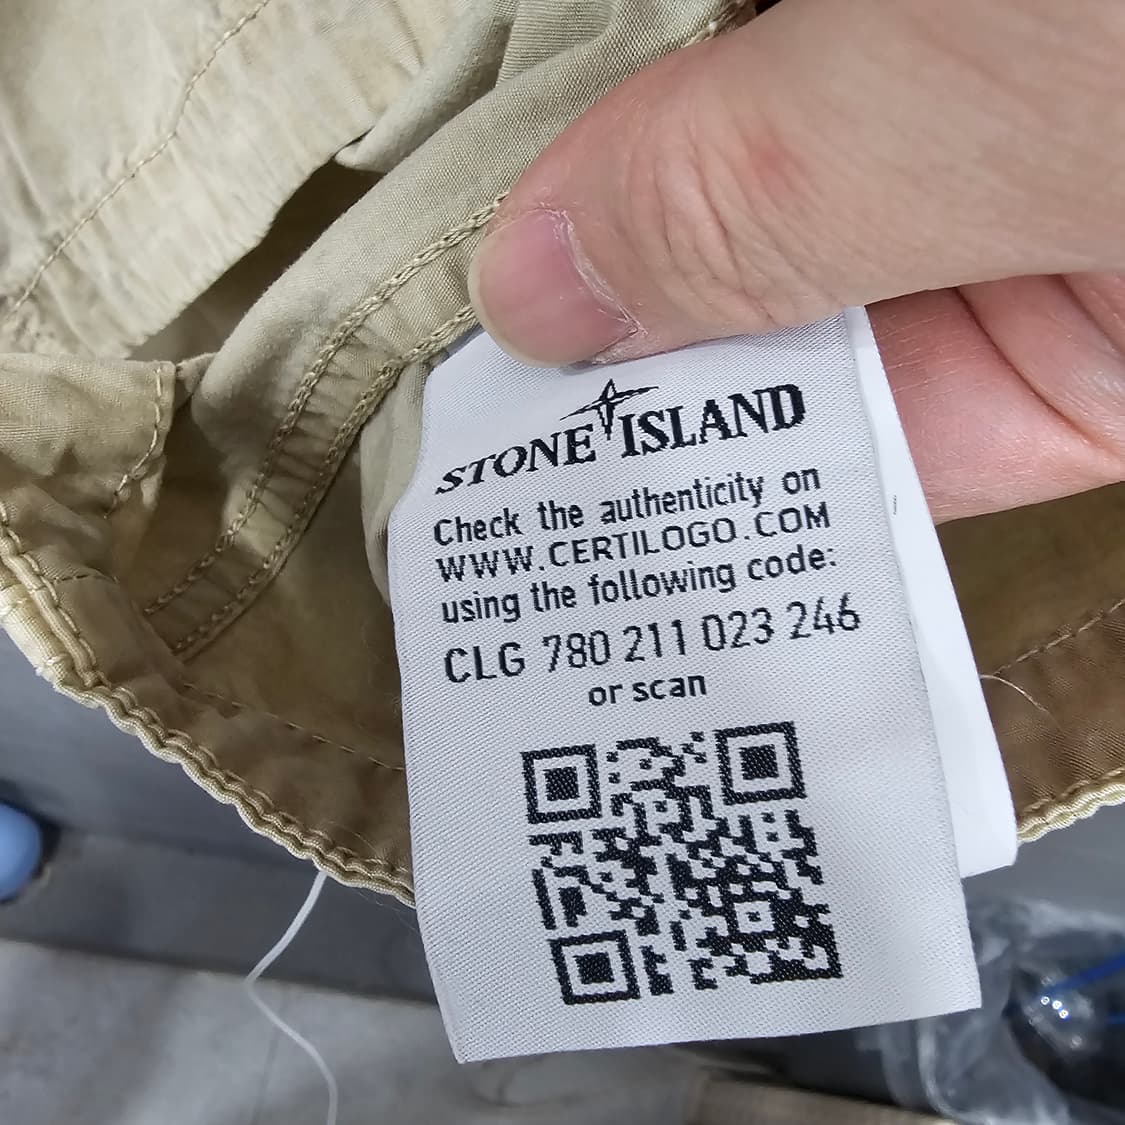 STONE ISLAND
Check the authenticity on
WWW.CERTILOGO.COM
using the following code:
CLG 780 211 023 246
or scan